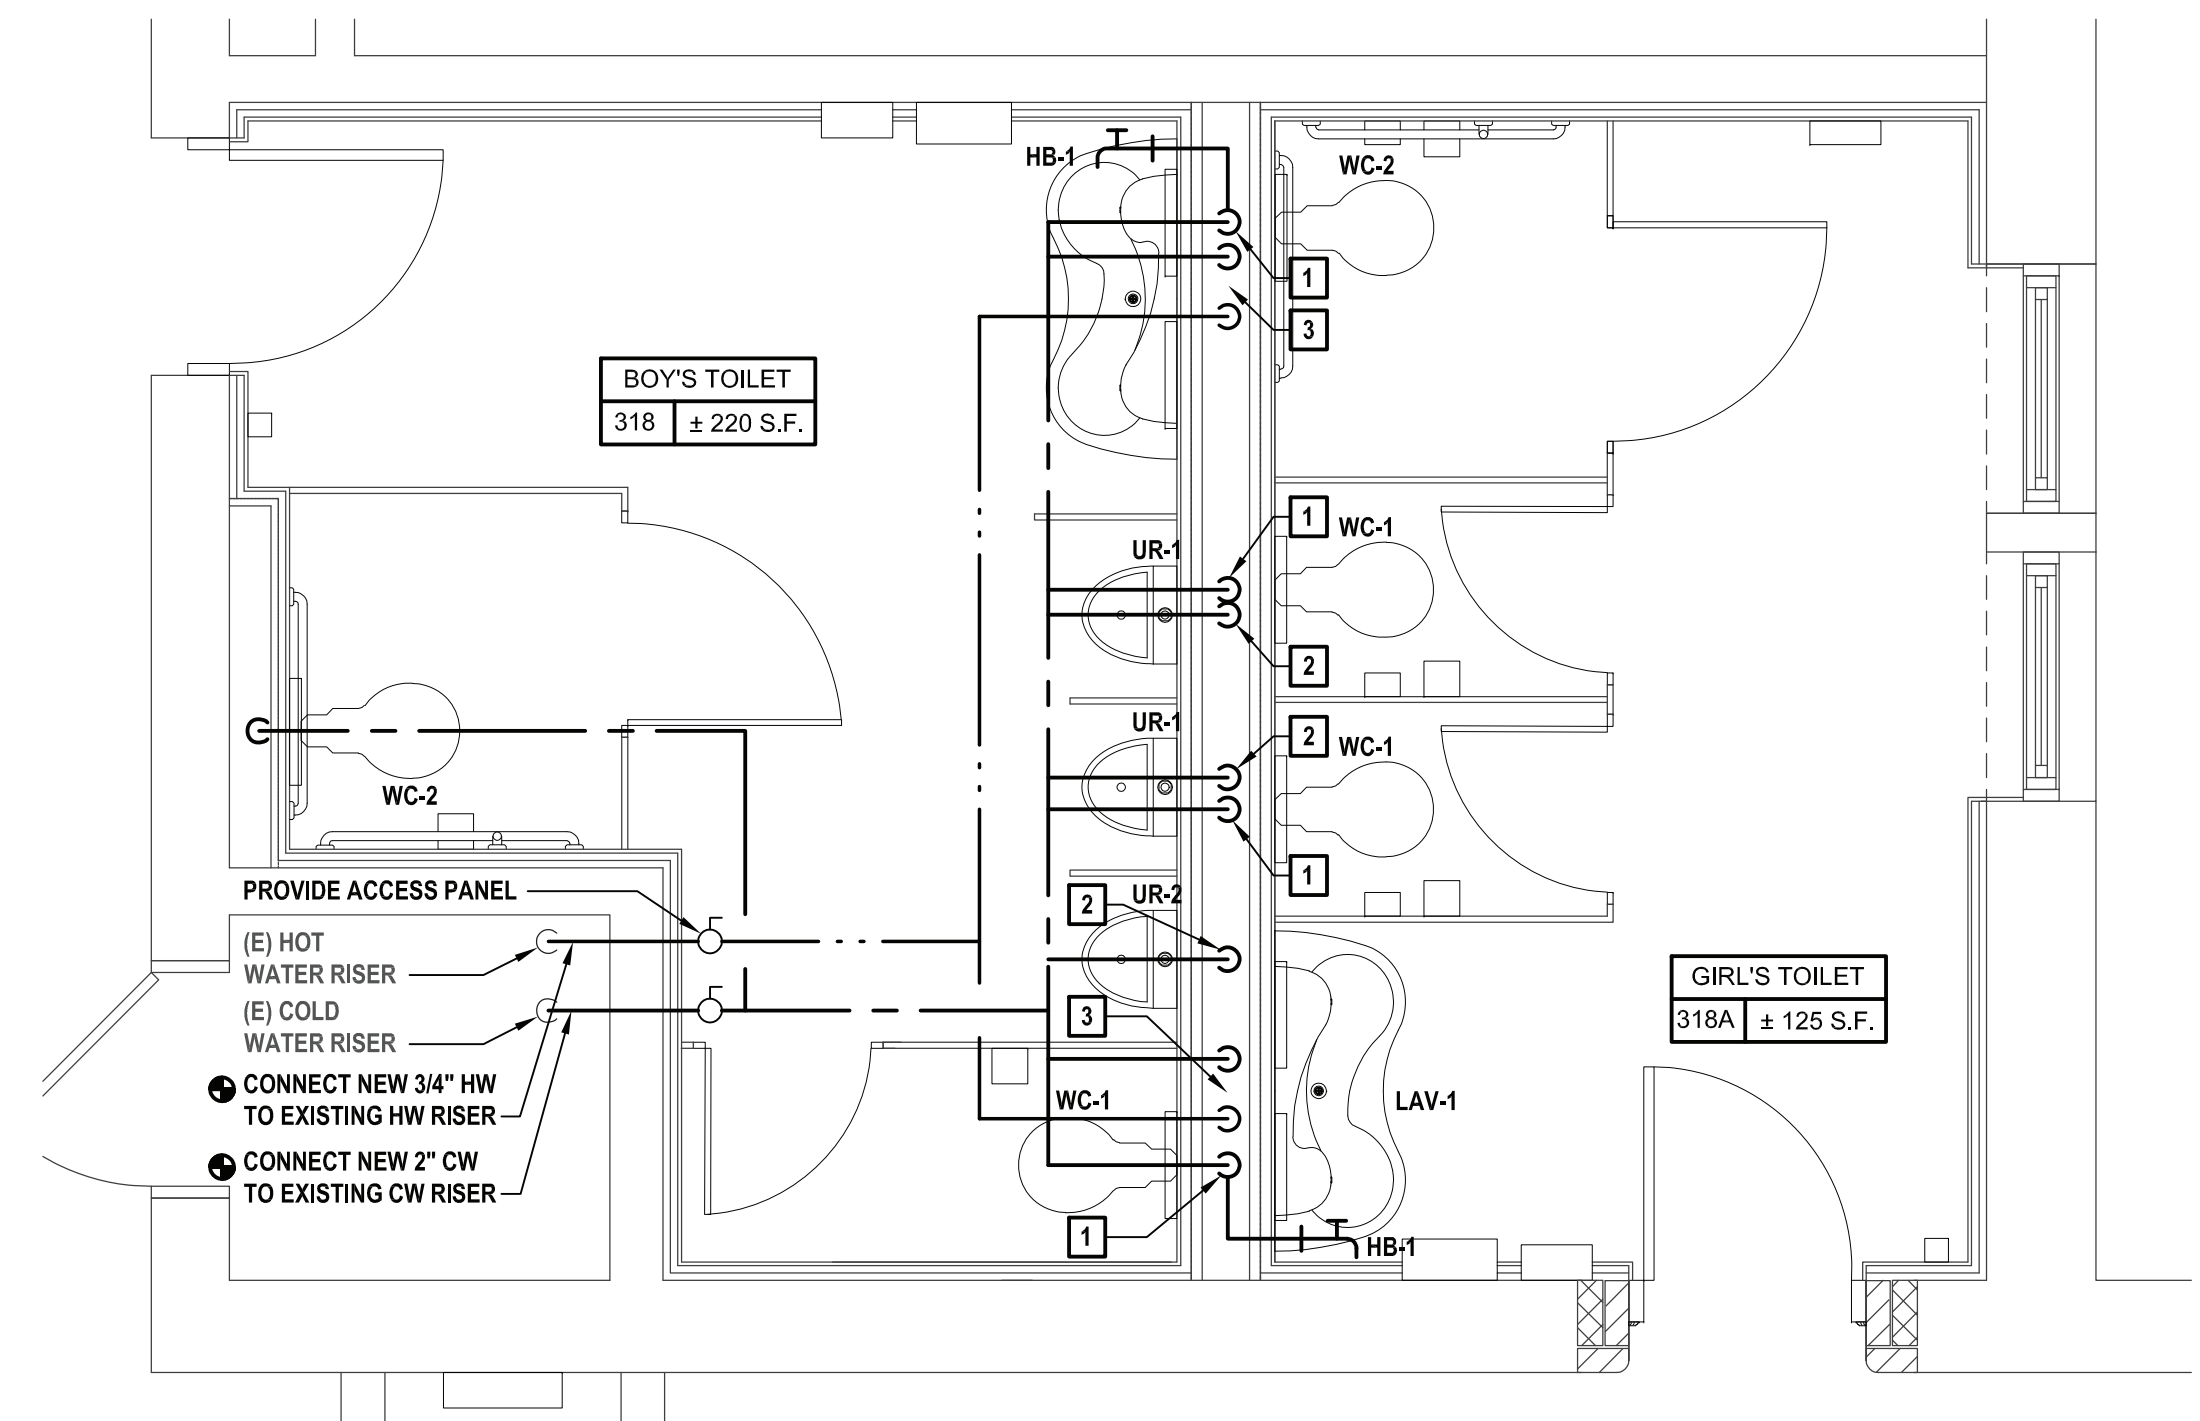 HB-1
WC-2
1
3
BOY'S TOILET
318
± 220 S.F.
1
WC-1
UR-1
2
UR-1
2
WC-1
WC-2
1
PROVIDE ACCESS PANEL
UR-2
2
(E) HOT
WATER RISER
(E) COLD
WATER RISER
3
GIRL'S TOILET
318A
± 125 S.F.
CONNECT NEW 3/4" HW
TO EXISTING HW RISER
WC-1
LAV-1
CONNECT NEW 2" CW
TO EXISTING CW RISER
1
HB-1